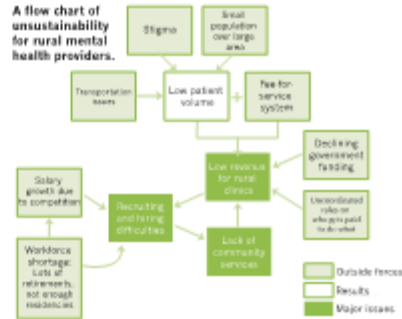 A flow chart of
unsustainability
for rural mental
health providers.
Stigma
Small
population
over large
area
Transportation
issues
Low patient
volume
+
Fee-for-
service
system
Declining
government
funding
Low revenue
for rural
clinics
Salary
growth due
to competition
Recruiting
and hiring
difficulties
Uncoordinated
rules on
who gets paid
to do what
Lack of
community
services
Workforce
shortage:
Lots of
retirements,
not enough
residencies
Outside forces
Results
Major issues